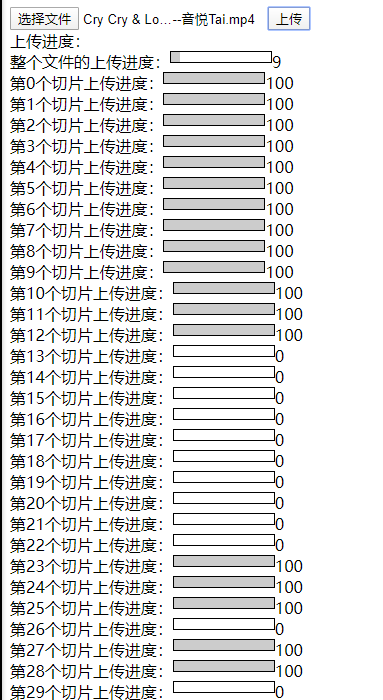 选择文件 Cry Cry & Lo...--音悦Tai.mp4 上传
上传进度：
整个文件的上传进度： 9
第0个切片上传进度： 100
第1个切片上传进度： 100
第2个切片上传进度： 100
第3个切片上传进度： 100
第4个切片上传进度： 100
第5个切片上传进度： 100
第6个切片上传进度： 100
第7个切片上传进度： 100
第8个切片上传进度： 100
第9个切片上传进度： 100
第10个切片上传进度： 100
第11个切片上传进度： 100
第12个切片上传进度： 100
第13个切片上传进度： 0
第14个切片上传进度： 0
第15个切片上传进度： 0
第16个切片上传进度： 0
第17个切片上传进度： 0
第18个切片上传进度： 0
第19个切片上传进度： 0
第20个切片上传进度： 0
第21个切片上传进度： 0
第22个切片上传进度： 0
第23个切片上传进度： 100
第24个切片上传进度： 100
第25个切片上传进度： 100
第26个切片上传进度： 0
第27个切片上传进度： 100
第28个切片上传进度： 100
第29个切片上传进度： 0